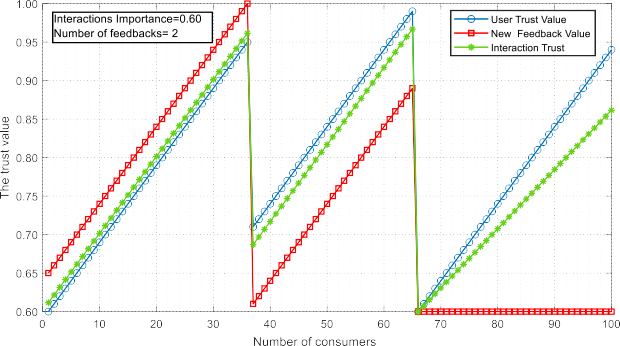 Interactions Importance=0.60
Number of feedbacks= 2
User Trust Value
New Feedback Value
Interaction Trust
The trust value
1.00
0.95
0.90
0.85
0.80
0.75
0.70
0.65
0.60
0 10 20 30 40 50 60 70 80 90 100
Number of consumers